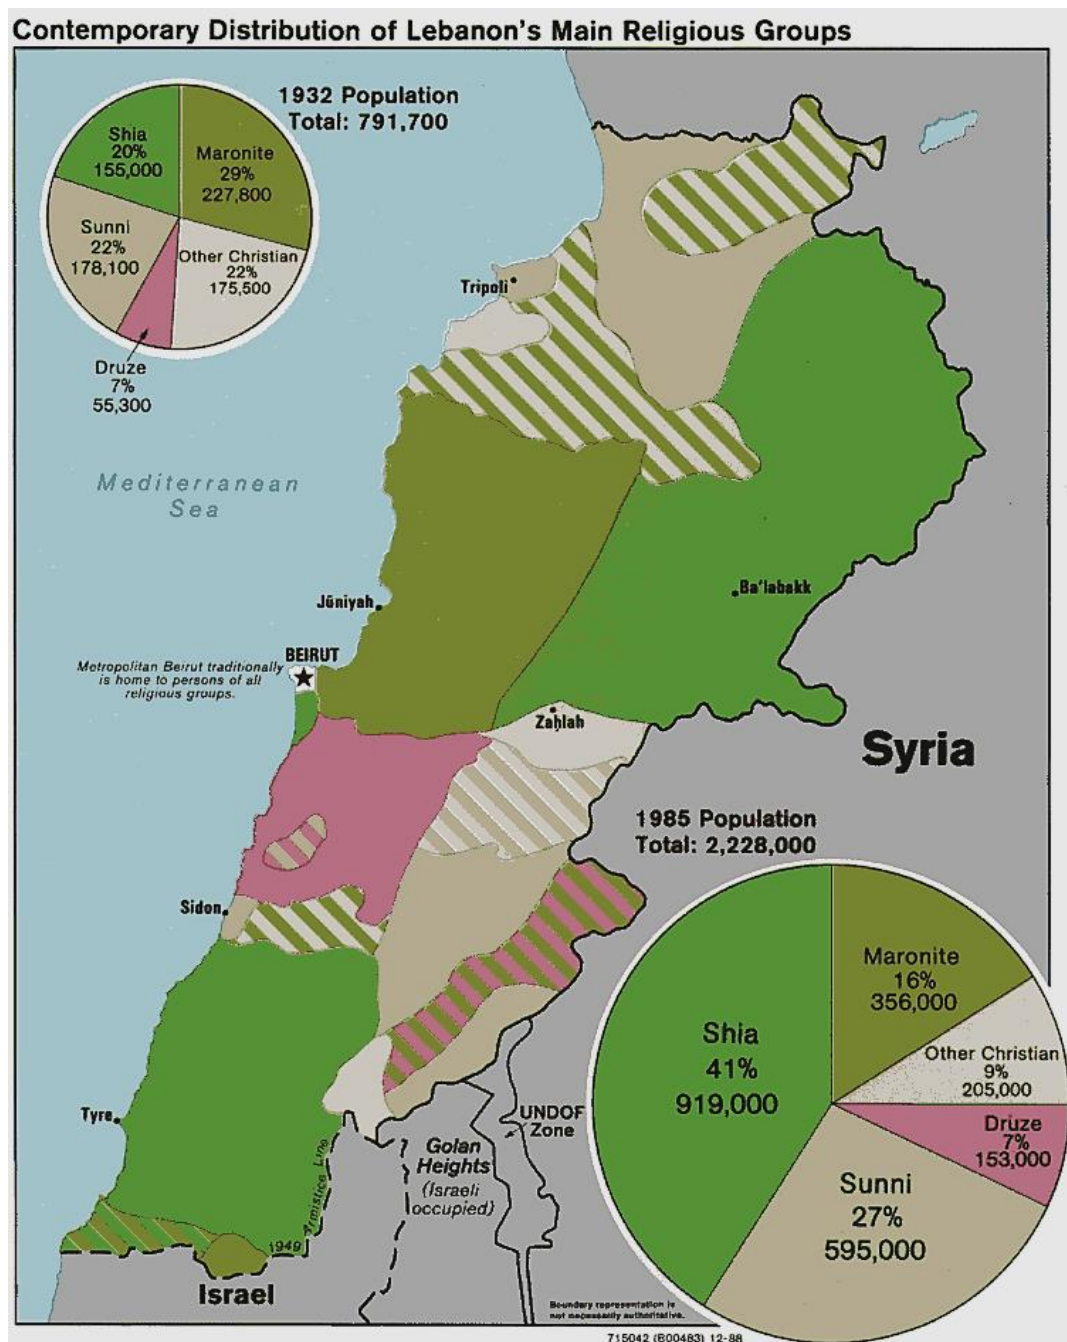 Contemporary Distribution of Lebanon's Main Religious Groups
1932 Population
Total: 791,700
Shia
20%
155,000
Maronite
29%
227,800
Sunni
22%
178,100
Other Christian
22%
175,500
Druze
7%
55,300
Tripoli
Mediterranean
Sea
Ba'labakk
Jūniyah
BEIRUT
Metropolitan Beirut traditionally
is home to persons of all
religious groups.
Zaḥlah
Syria
1985 Population
Total: 2,228,000
Sidon
Maronite
16%
356,000
Shia
41%
919,000
Other Christian
9%
205,000
Druze
7%
153,000
Sunni
27%
595,000
Tyre
UNDOF
Zone
Golan
Heights
(Israeli
occupied)
1949 Armistice Line
Israel
Boundary representation is
not necessarily authoritative.
715042 (B00483) 12-88